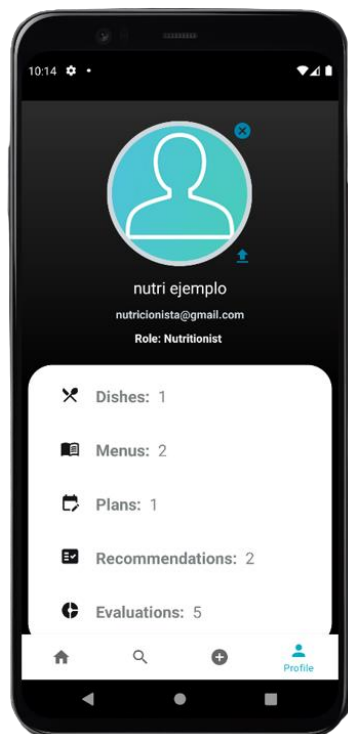 10:14
nutri ejemplo
nutricionista@gmail.com
Role: Nutritionist
Dishes: 1
Menus: 2
Plans: 1
Recommendations: 2
Evaluations: 5
Profile